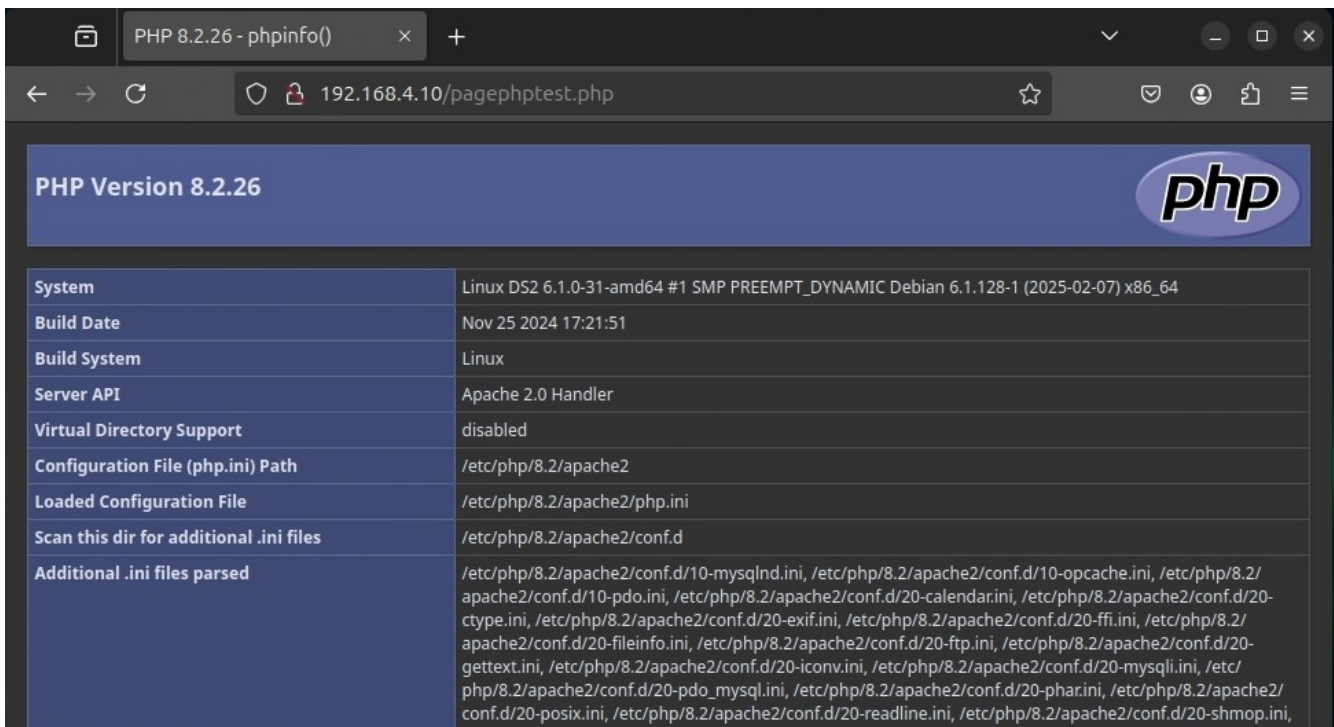 PHP 8.2.26 - phpinfo()
192.168.4.10/pagephptest.php
PHP Version 8.2.26
php
System Linux DS2 6.1.0-31-amd64 #1 SMP PREEMPT_DYNAMIC Debian 6.1.128-1 (2025-02-07) x86_64
Build Date Nov 25 2024 17:21:51
Build System Linux
Server API Apache 2.0 Handler
Virtual Directory Support disabled
Configuration File (php.ini) Path /etc/php/8.2/apache2
Loaded Configuration File /etc/php/8.2/apache2/php.ini
Scan this dir for additional .ini files /etc/php/8.2/apache2/conf.d
Additional .ini files parsed /etc/php/8.2/apache2/conf.d/10-mysqlnd.ini, /etc/php/8.2/apache2/conf.d/10-opcache.ini, /etc/php/8.2/
apache2/conf.d/10-pdo.ini, /etc/php/8.2/apache2/conf.d/20-calendar.ini, /etc/php/8.2/apache2/conf.d/20-
ctype.ini, /etc/php/8.2/apache2/conf.d/20-exif.ini, /etc/php/8.2/apache2/conf.d/20-ffi.ini, /etc/php/8.2/
apache2/conf.d/20-fileinfo.ini, /etc/php/8.2/apache2/conf.d/20-ftp.ini, /etc/php/8.2/apache2/conf.d/20-
gettext.ini, /etc/php/8.2/apache2/conf.d/20-iconv.ini, /etc/php/8.2/apache2/conf.d/20-mysqli.ini, /etc/
php/8.2/apache2/conf.d/20-pdo_mysql.ini, /etc/php/8.2/apache2/conf.d/20-phar.ini, /etc/php/8.2/apache2/
conf.d/20-posix.ini, /etc/php/8.2/apache2/conf.d/20-readline.ini, /etc/php/8.2/apache2/conf.d/20-shmop.ini,